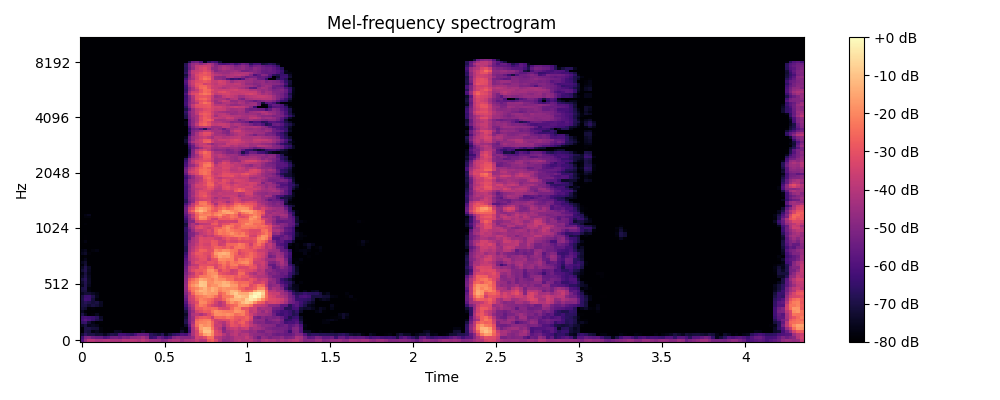 Mel-frequency spectrogram
Hz
8192
4096
2048
1024
512
0
0 0.5 1 1.5 2 2.5 3 3.5 4
Time
+0 dB
-10 dB
-20 dB
-30 dB
-40 dB
-50 dB
-60 dB
-70 dB
-80 dB